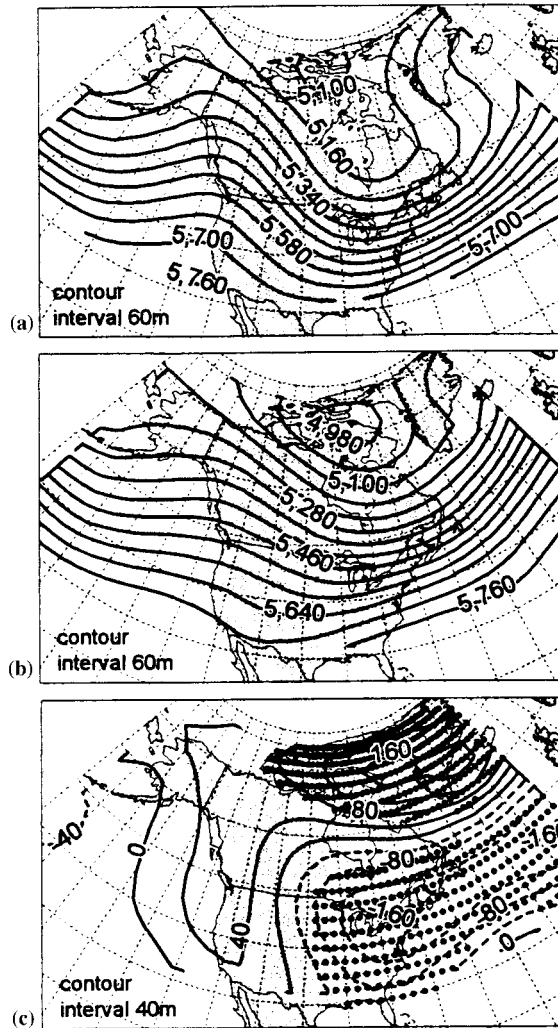 5,100
5,160
5,340
5,580
5,700
5,700
5,760
contour
interval 60m
(a)
4,980
5,100
5,280
5,460
5,640
5,760
contour
interval 60m
(b)
160
80
-40
0
40
-80
-160
-160
-80
0
contour
interval 40m
(c)